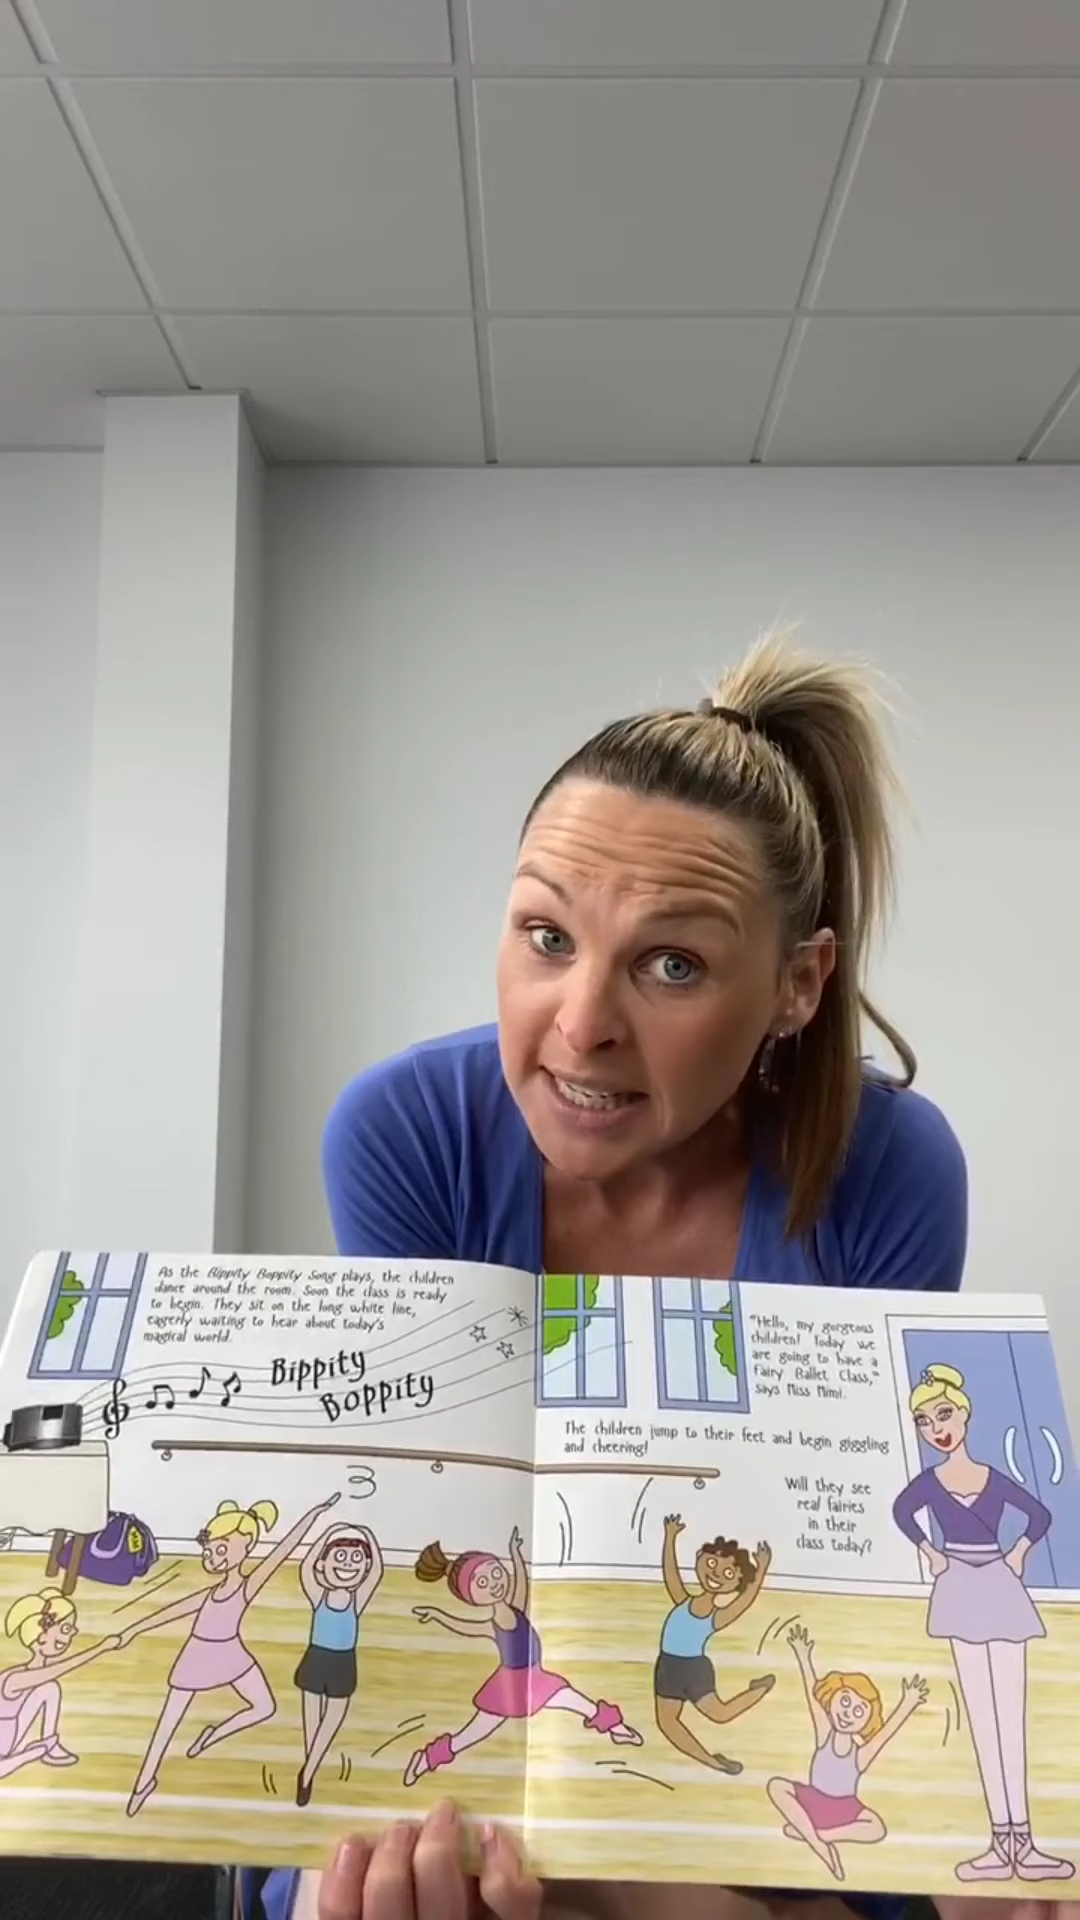 As the Bippity Boppity Song plays, the children
dance around the room. Soon the class is ready
to begin. They sit on the long white line,
eagerly waiting to hear about today's
magical world.
Bippity
Boppity
"Hello, my gorgeous
children! Today we
are going to have a
Fairy Ballet Class,"
says Miss Mimi.
The children jump to their feet and begin giggling
and cheering!
Will they see
real fairies
in their
class today?